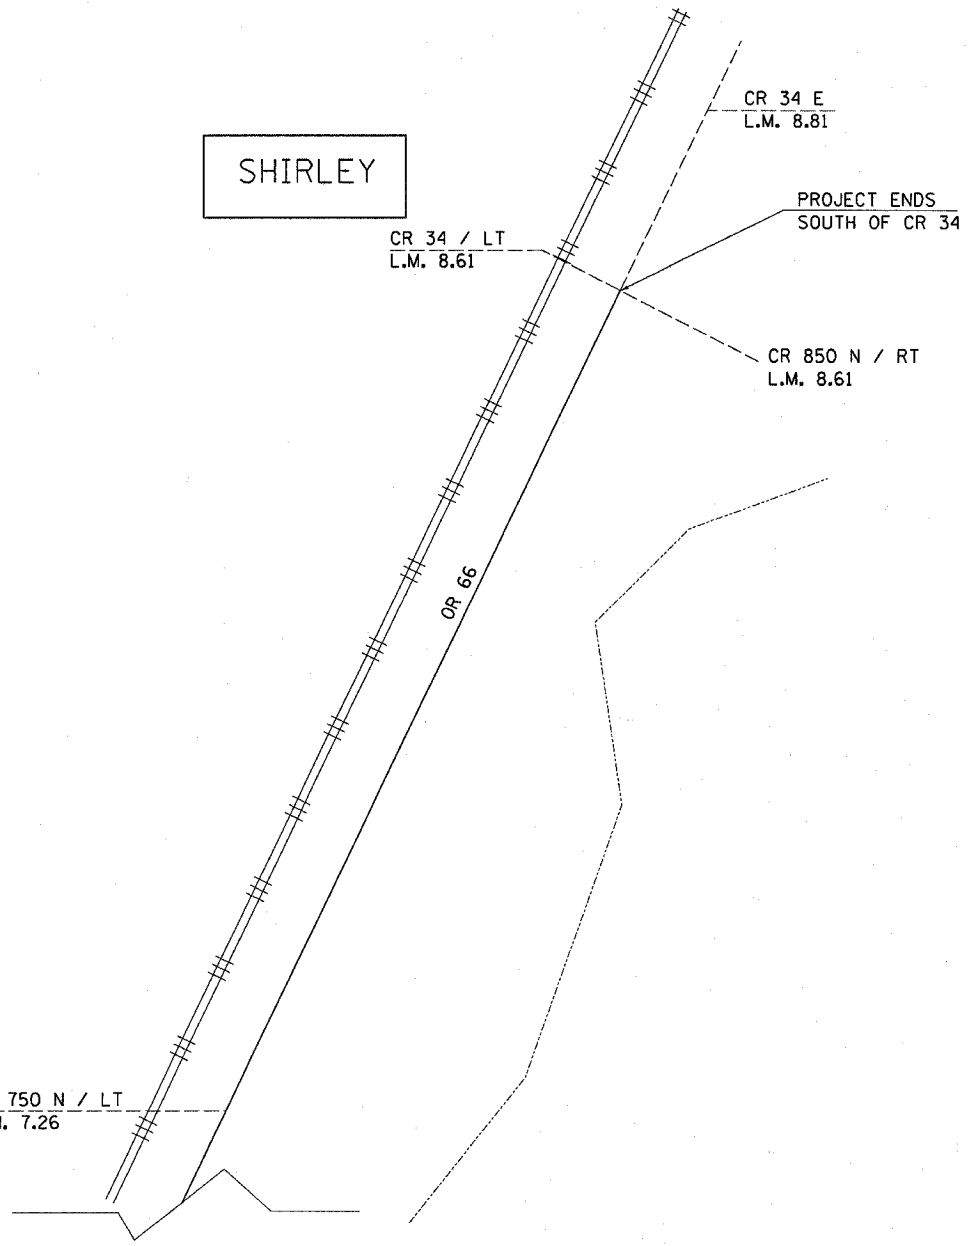 CR 34 E
L.M. 8.81
SHIRLEY
PROJECT ENDS
SOUTH OF CR 34
CR 34 / LT
L.M. 8.61
CR 850 N / RT
L.M. 8.61
OR 66
750 N / LT
7.26